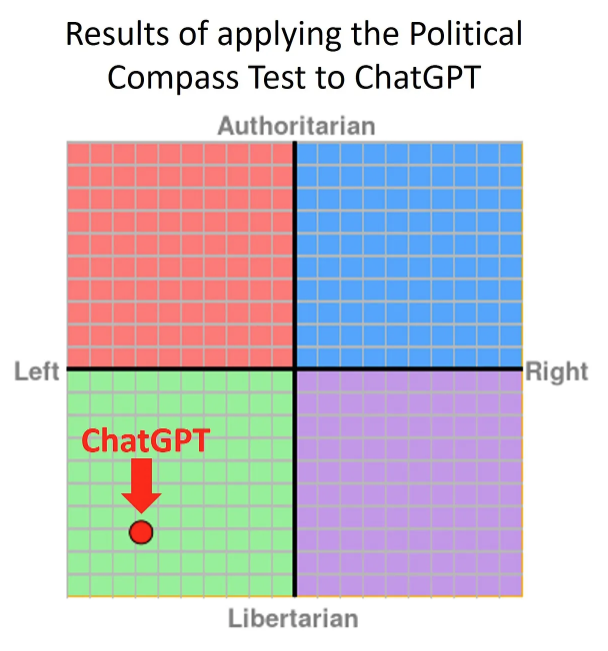 Results of applying the Political
Compass Test to ChatGPT
Authoritarian
Left
Right
ChatGPT
Libertarian